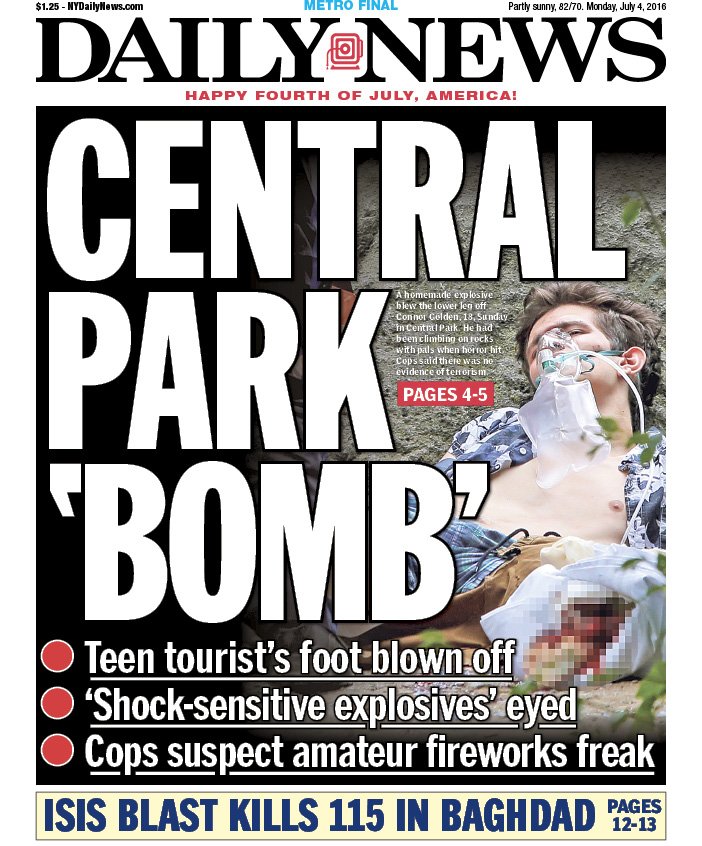 $1.25 - NYDailyNews.com METRO FINAL Partly sunny, 82/70. Monday, July 4, 2016
DAILY NEWS
HAPPY FOURTH OF JULY, AMERICA!
CENTRAL
PARK
‘BOMB’
A homemade explosive
blew the lower leg off
Connor Golden, 18, Sunday
in Central Park. He had
been climbing on rocks
with pals when horror hit.
Cops said there was no
evidence of terrorism.
PAGES 4-5
Teen tourist’s foot blown off
‘Shock-sensitive explosives’ eyed
Cops suspect amateur fireworks freak
ISIS BLAST KILLS 115 IN BAGHDAD PAGES
12-13